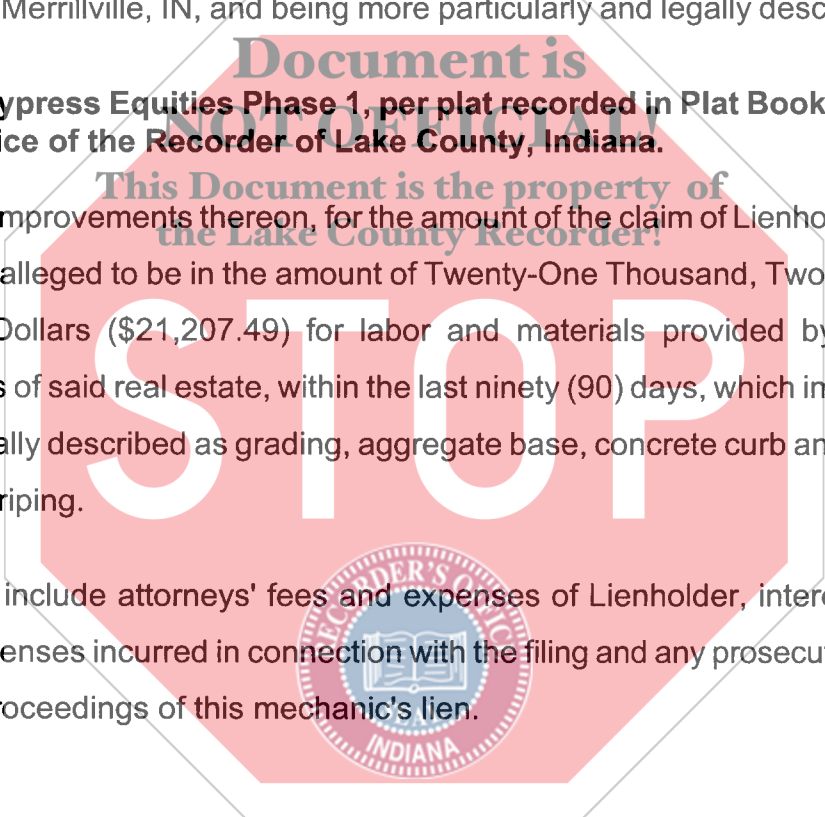 Merrillville, IN, and being more particularly and legally desc
Document is
ypress Equities Phase 1, per plat recorded in Plat Book
NOT OFFICIAL!
ice of the Recorder of Lake County, Indiana.
This Document is the property of
mprovements thereon, for the amount of the claim of Lienho
the Lake County Recorder!
alleged to be in the amount of Twenty-One Thousand, Two
Dollars ($21,207.49) for labor and materials provided by
STOP
s of said real estate, within the last ninety (90) days, which im
ally described as grading, aggregate base, concrete curb an
riping.
RECORDER'S OFFIC
include attorneys' fees and expenses of Lienholder, inter
enses incurred in connection with the filing and any prosecu
roceedings of this mechanic's lien.
SEAL
INDIANA